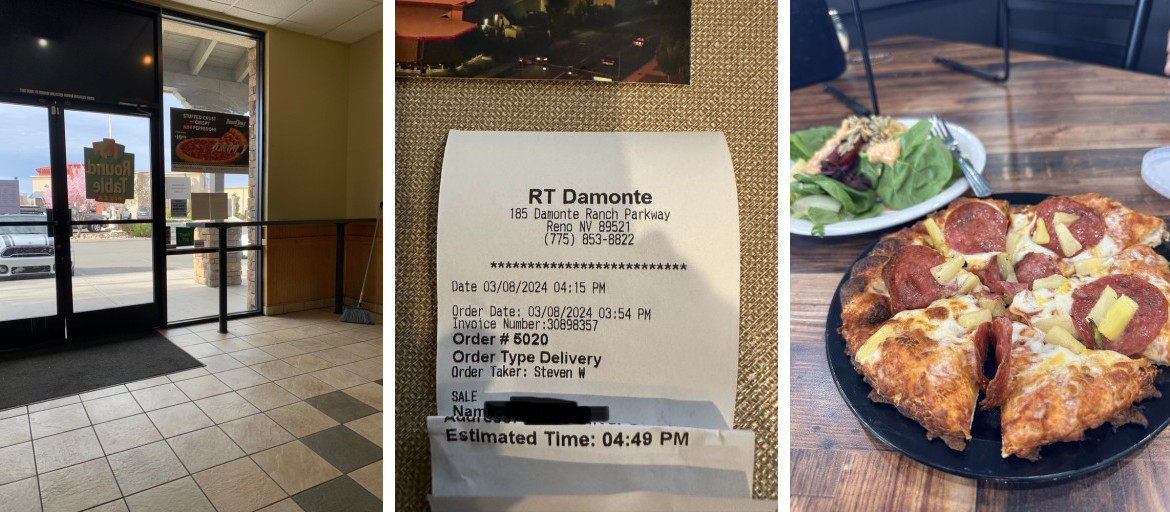 STUFFED CRUST
Round
Table
RT Damonte
185 Damonte Ranch Parkway
Reno NV 89521
(775) 853-8822
***************************
Date 03/08/2024 04:15 PM
Order Date: 03/08/2024 03:54 PM
Invoice Number:30898357
Order # 5020
Order Type Delivery
Order Taker: Steven W
SALE
Nam
Address:
Estimated Time: 04:49 PM